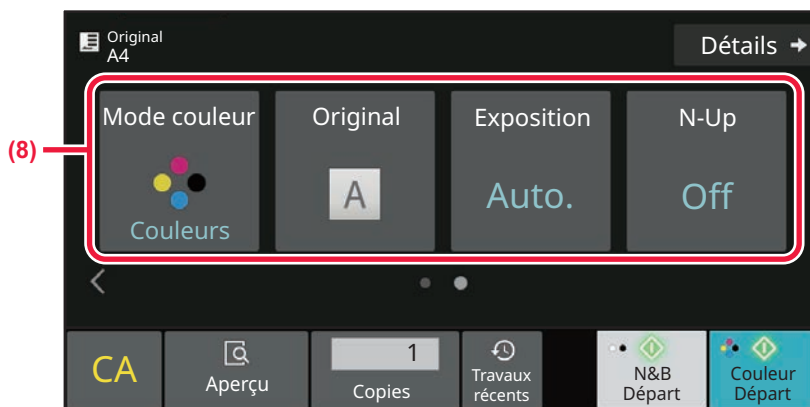 Original
A4
Détails
Mode couleur
Original
Exposition
N-Up
(8)
A
Auto.
Off
Couleurs
CA
Aperçu
1
Copies
Travaux
récents
N&B
Départ
Couleur
Départ